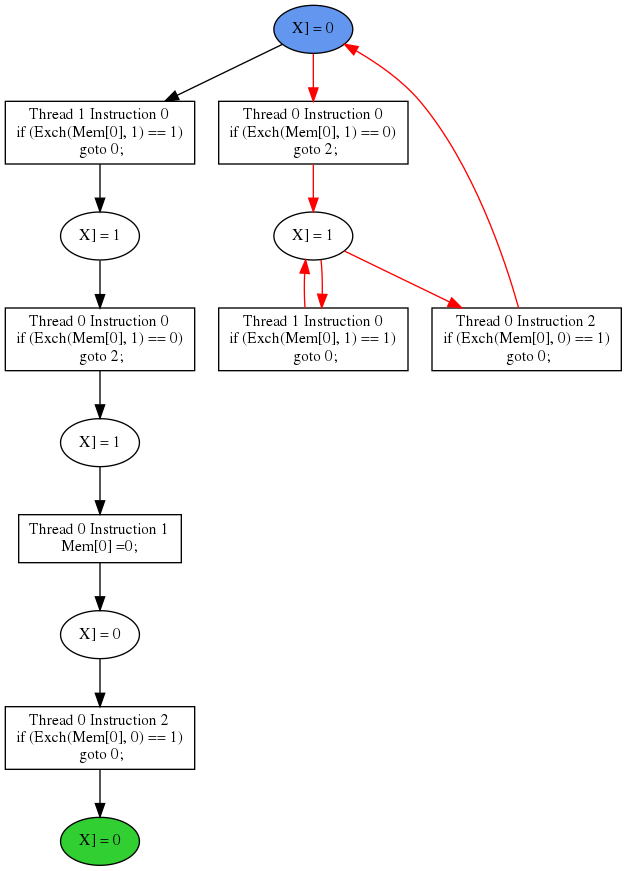 X] = 0
Thread 1 Instruction 0
if (Exch(Mem[0], 1) == 1)
goto 0;
Thread 0 Instruction 0
if (Exch(Mem[0], 1) == 0)
goto 2;
X] = 1
X] = 1
Thread 0 Instruction 0
if (Exch(Mem[0], 1) == 0)
goto 2;
Thread 1 Instruction 0
if (Exch(Mem[0], 1) == 1)
goto 0;
Thread 0 Instruction 2
if (Exch(Mem[0], 0) == 1)
goto 0;
X] = 1
Thread 0 Instruction 1
Mem[0] =0;
X] = 0
Thread 0 Instruction 2
if (Exch(Mem[0], 0) == 1)
goto 0;
X] = 0